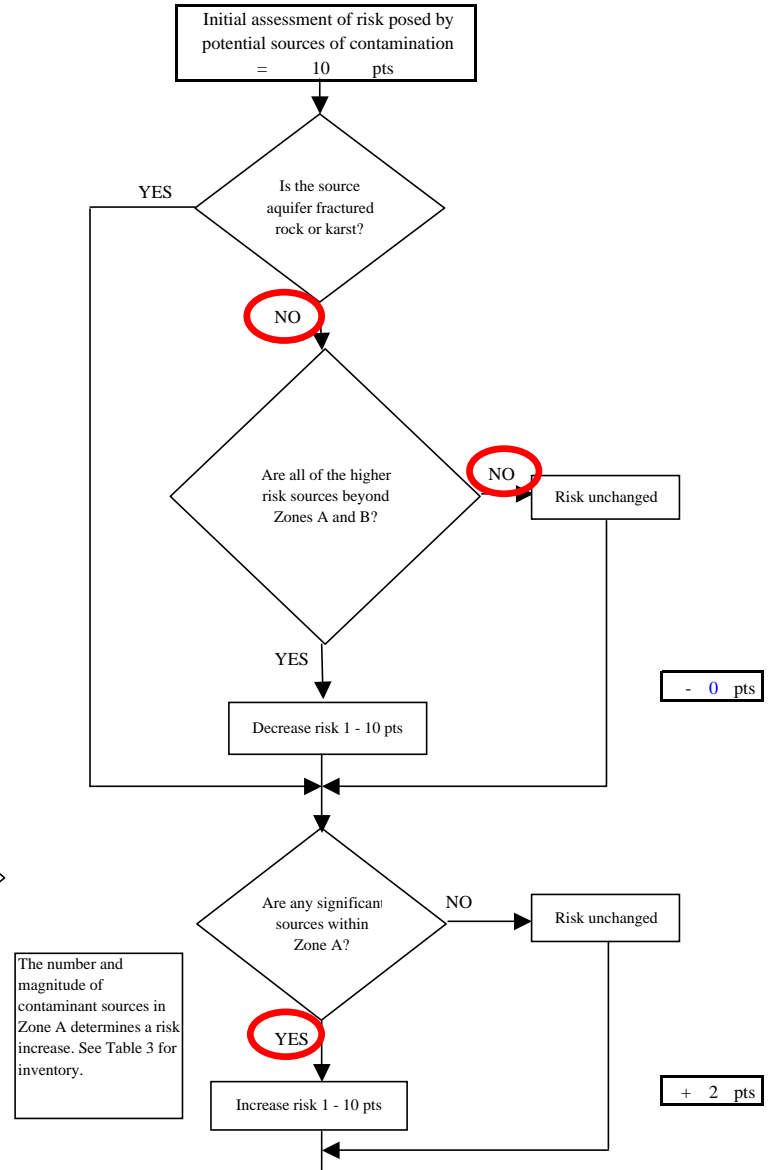 Initial assessment of risk posed by
potential sources of contamination
= 10 pts
Is the source
aquifer fractured
rock or karst?
YES
NO
Are all of the higher
risk sources beyond
Zones A and B?
NO
Risk unchanged
YES
- 0 pts
Decrease risk 1 - 10 pts
Are any significant
sources within
Zone A?
NO
Risk unchanged
The number and
magnitude of
contaminant sources in
Zone A determines a risk
increase. See Table 3 for
inventory.
YES
+ 2 pts
Increase risk 1 - 10 pts